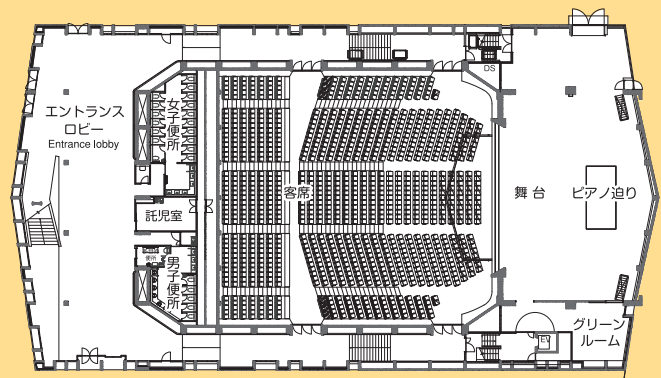 DS
エントランス
ロビー
Entrance lobby
女子便所
客席
舞台
ピアノ迫り
託児室
便所
男子便所
グリーン
ルーム
EV